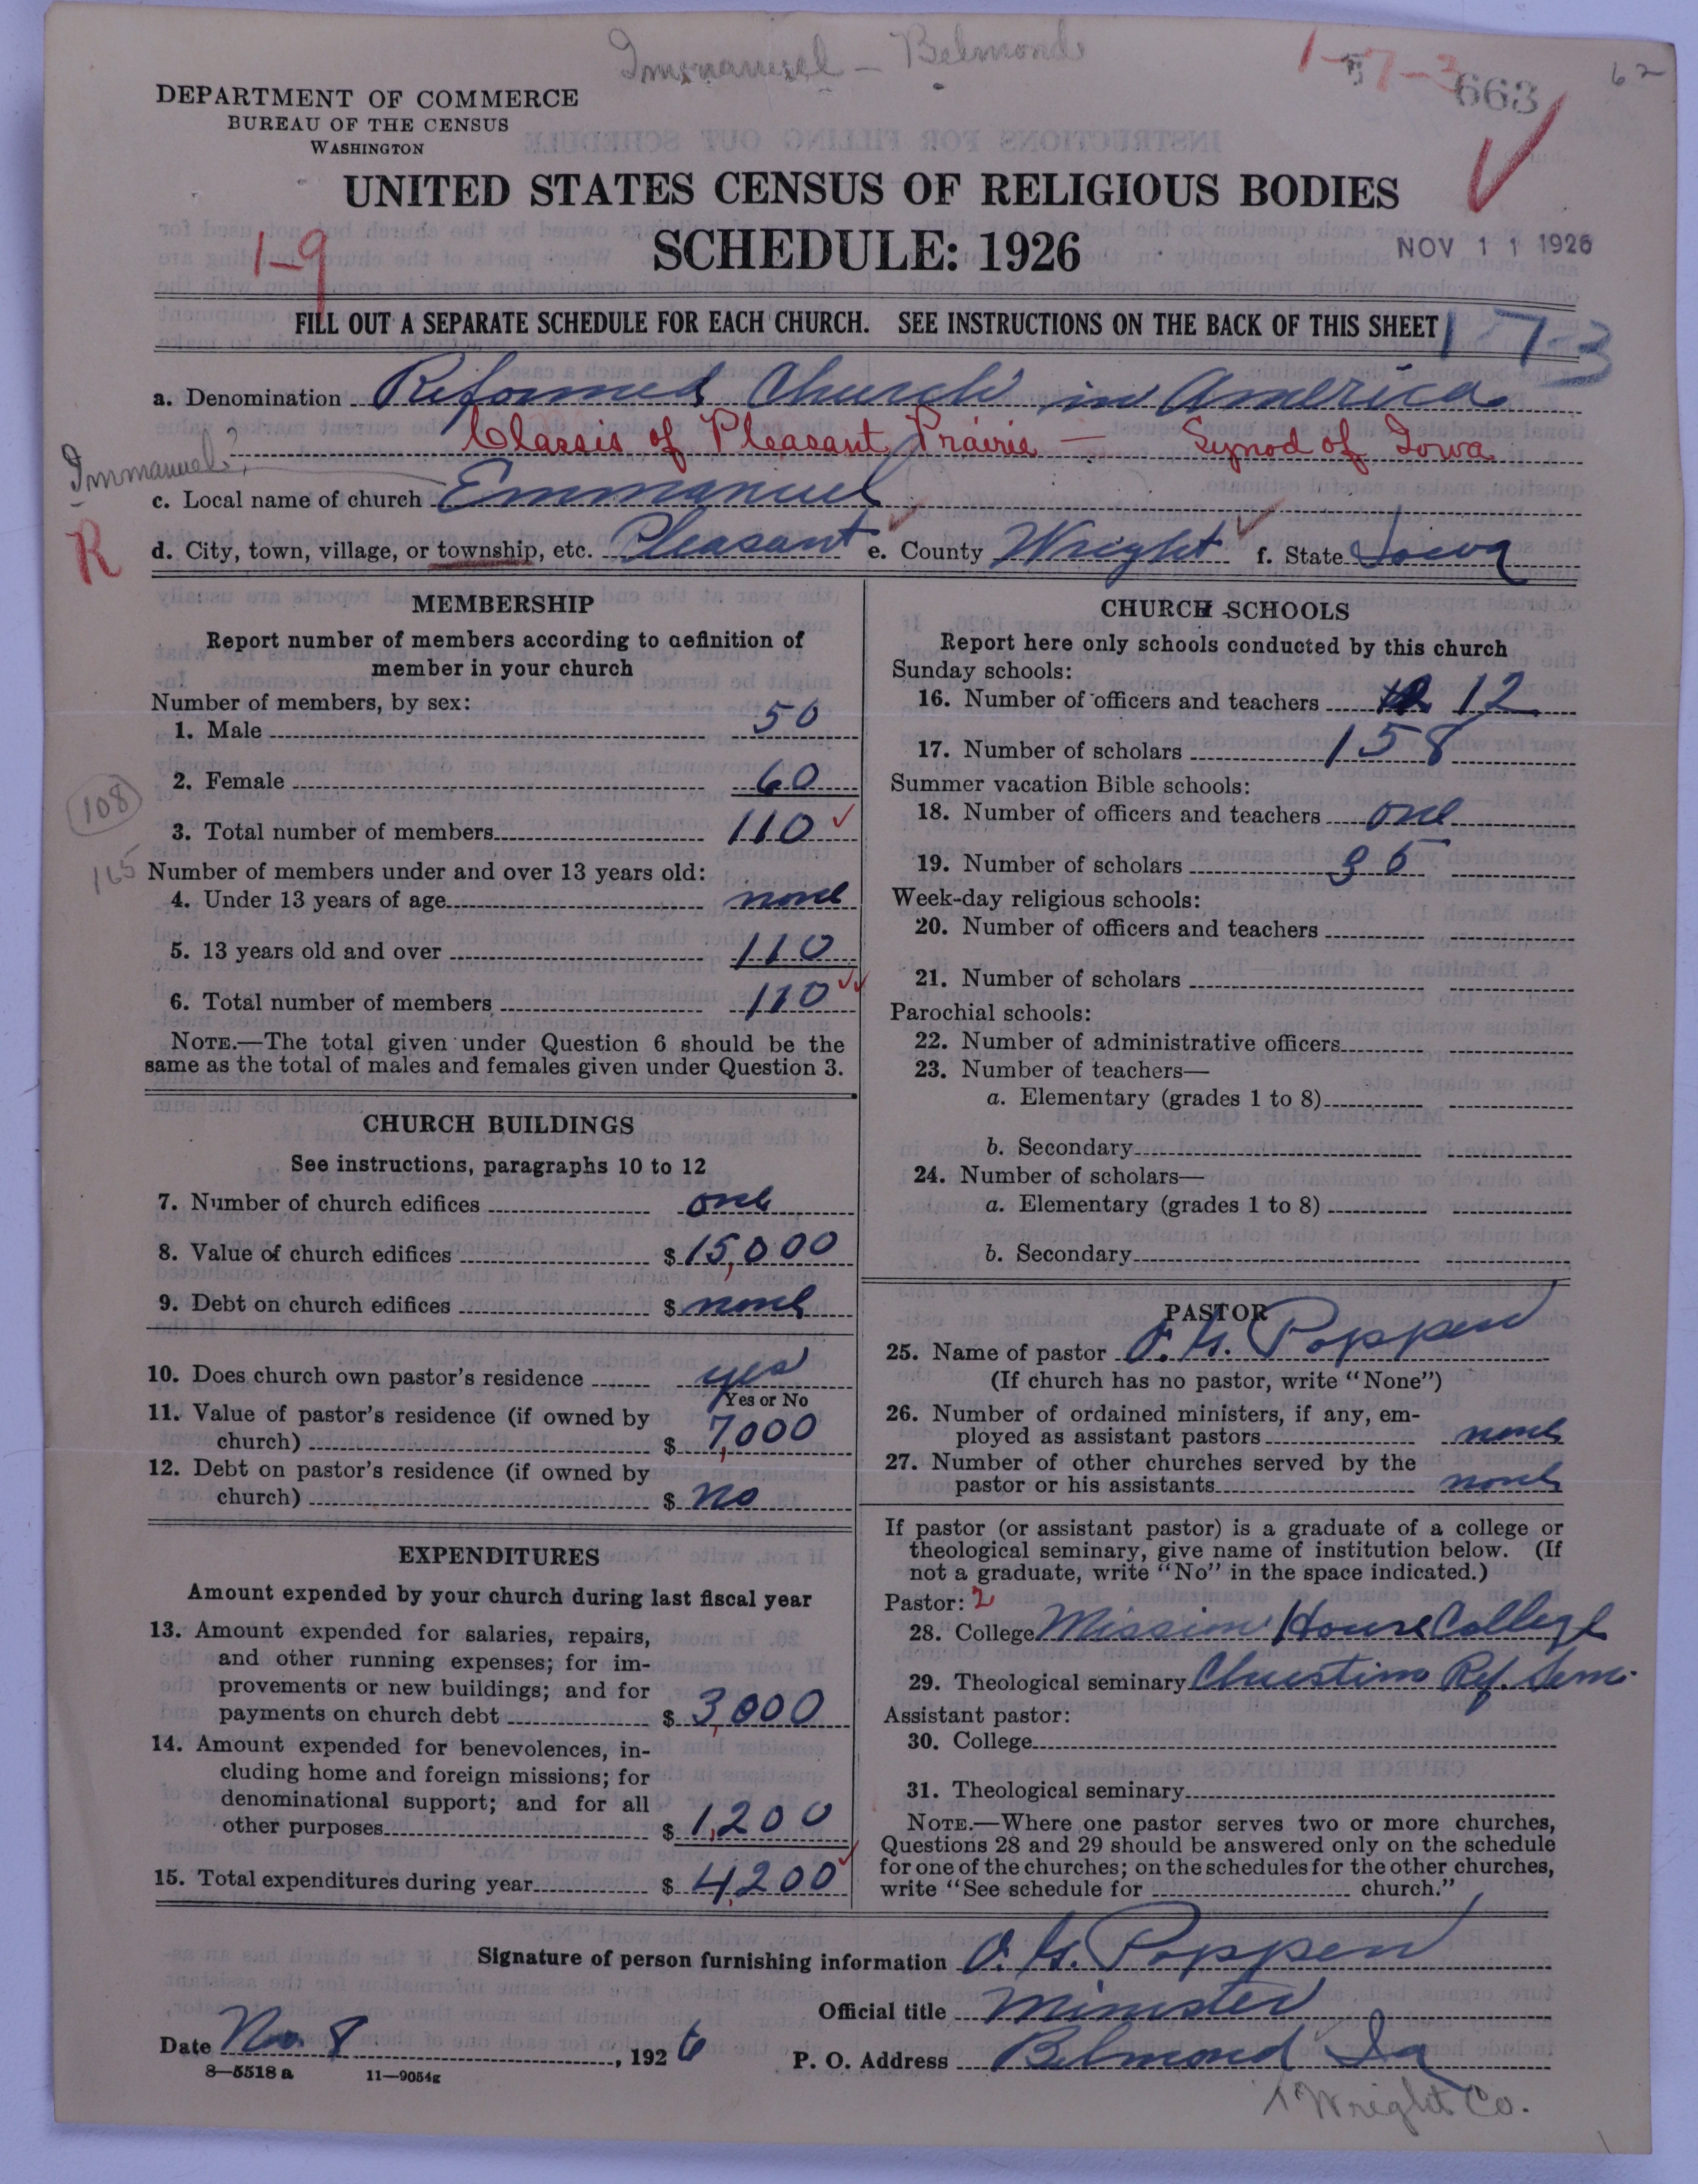 Immanuel - Belmond
1-7-3
663
62
DEPARTMENT OF COMMERCE
BUREAU OF THE CENSUS
WASHINGTON
UNITED STATES CENSUS OF RELIGIOUS BODIES
1-9
SCHEDULE: 1926
NOV 11 1926
FILL OUT A SEPARATE SCHEDULE FOR EACH CHURCH. SEE INSTRUCTIONS ON THE BACK OF THIS SHEET
1 7-3
a. Denomination Reformed Church in America
Classis of Pleasant Prairie — Synod of Iowa
Immanuel?
c. Local name of church Emmanuel
R
d. City, town, village, or township, etc. Pleasant e. County Wright f. State Iowa
MEMBERSHIP
Report number of members according to definition of
member in your church
Number of members, by sex:
1. Male 50
2. Female 60
108
3. Total number of members 110
165
Number of members under and over 13 years old:
4. Under 13 years of age none
5. 13 years old and over 110
6. Total number of members 110
NOTE.—The total given under Question 6 should be the
same as the total of males and females given under Question 3.
CHURCH BUILDINGS
See instructions, paragraphs 10 to 12
7. Number of church edifices one
8. Value of church edifices $ 15,000
9. Debt on church edifices $ none
10. Does church own pastor's residence yes
Yes or No
11. Value of pastor's residence (if owned by
church) $ 7,000
12. Debt on pastor's residence (if owned by
church) $ no
EXPENDITURES
Amount expended by your church during last fiscal year
13. Amount expended for salaries, repairs,
and other running expenses; for im-
provements or new buildings; and for
payments on church debt $ 3,000
14. Amount expended for benevolences, in-
cluding home and foreign missions; for
denominational support; and for all
other purposes $ 1,200
15. Total expenditures during year $ 4,200
CHURCH SCHOOLS
Report here only schools conducted by this church
Sunday schools:
16. Number of officers and teachers 12
17. Number of scholars 158
Summer vacation Bible schools:
18. Number of officers and teachers one
19. Number of scholars 35
Week-day religious schools:
20. Number of officers and teachers
21. Number of scholars
Parochial schools:
22. Number of administrative officers
23. Number of teachers—
a. Elementary (grades 1 to 8)
b. Secondary
24. Number of scholars—
a. Elementary (grades 1 to 8)
b. Secondary
PASTOR
25. Name of pastor O. G. Poppen
(If church has no pastor, write "None")
26. Number of ordained ministers, if any, em-
ployed as assistant pastors none
27. Number of other churches served by the
pastor or his assistants none
If pastor (or assistant pastor) is a graduate of a college or
theological seminary, give name of institution below. (If
not a graduate, write "No" in the space indicated.)
Pastor: 2
28. College Mission House College
29. Theological seminary Christian Ref. Sem.
Assistant pastor:
30. College
31. Theological seminary
NOTE.—Where one pastor serves two or more churches,
Questions 28 and 29 should be answered only on the schedule
for one of the churches; on the schedules for the other churches,
write "See schedule for church."
Signature of person furnishing information O. G. Poppen
Official title Minister
Date Nov. 8, 1926
P. O. Address Belmond Ia
8—5518 a 11—9054g
Wright Co.